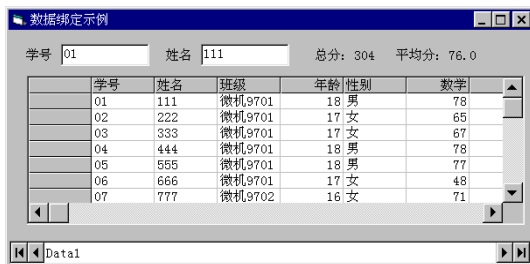 数据绑定示例
学号 01 姓名 111 总分: 304 平均分: 76.0
学号 姓名 班级 年龄 性别 数学
01 111 微机9701 18 男 78
02 222 微机9701 17 女 65
03 333 微机9701 17 女 67
04 444 微机9701 18 男 78
05 555 微机9701 18 男 77
06 666 微机9701 17 女 48
07 777 微机9702 16 女 71
Data1